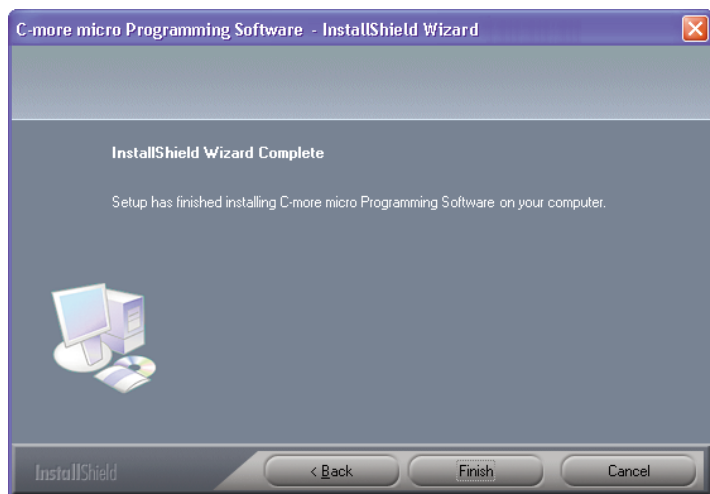 C-more micro Programming Software - InstallShield Wizard
InstallShield Wizard Complete
Setup has finished installing C-more micro Programming Software on your computer.
InstallShield
< Back
Finish
Cancel